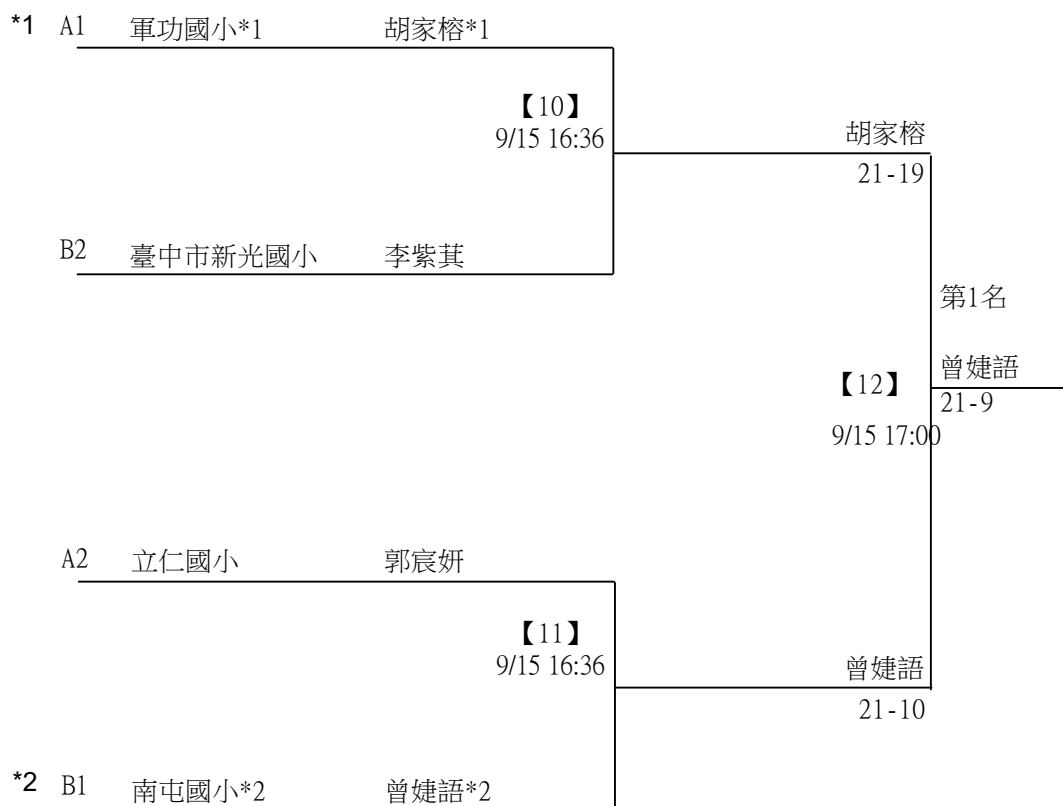 *1 A1 軍功國小*1 胡家榕*1
【10】
9/15 16:36
胡家榕
21-19
B2 臺中市新光國小 李紫萁
第1名
【12】
曾婕語
21-9
9/15 17:00
A2 立仁國小 郭宸妍
【11】
9/15 16:36
曾婕語
21-10
*2 B1 南屯國小*2 曾婕語*2